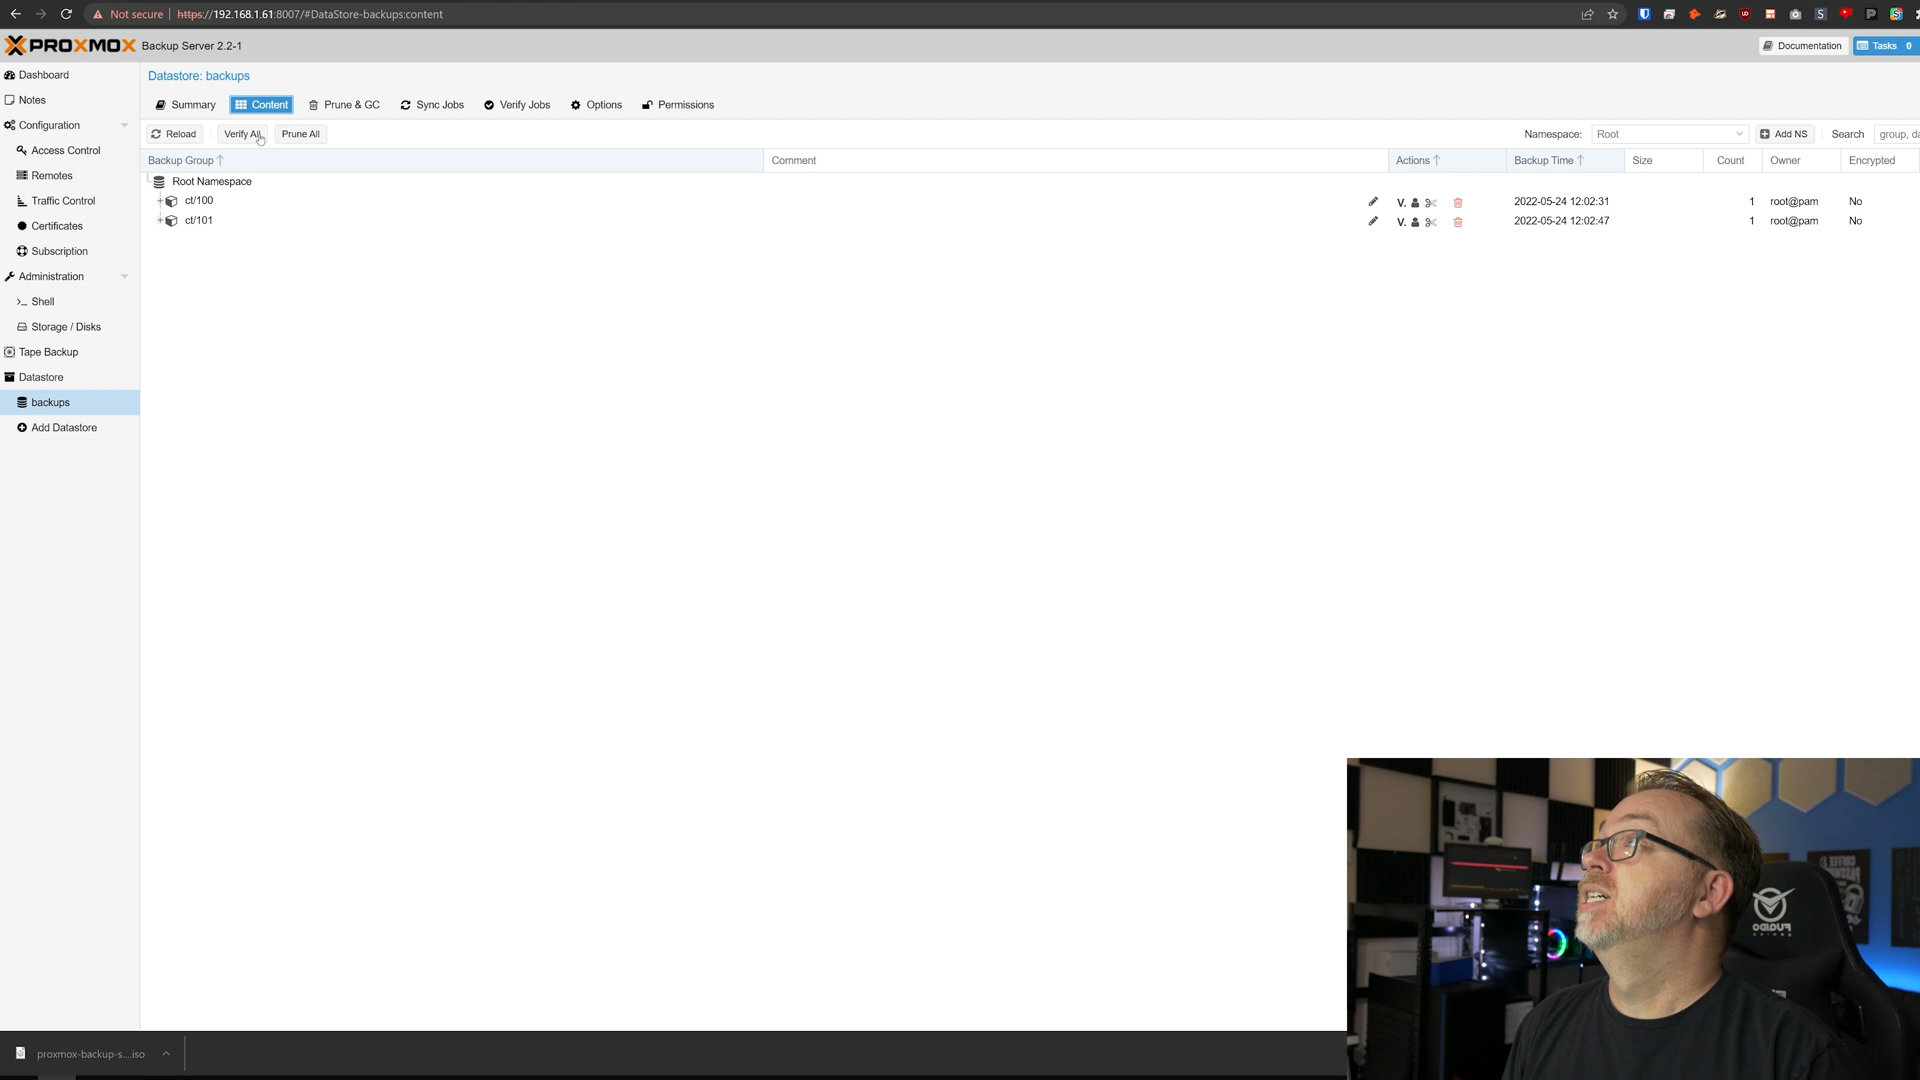 Not secure
https://192.168.1.61:8007/#DataStore-backups:content
PROXMOX Backup Server 2.2-1
Documentation
Tasks 0
Dashboard
Notes
Configuration
Access Control
Remotes
Traffic Control
Certificates
Subscription
Administration
Shell
Storage / Disks
Tape Backup
Datastore
backups
Add Datastore
Datastore: backups
Summary Content Prune & GC Sync Jobs Verify Jobs Options Permissions
Reload Verify All Prune All Namespace: Root Add NS Search group, da
Backup Group Comment Actions Backup Time Size Count Owner Encrypted
Root Namespace
ct/100 V. 2022-05-24 12:02:31 1 root@pam No
ct/101 V. 2022-05-24 12:02:47 1 root@pam No
proxmox-backup-s....iso